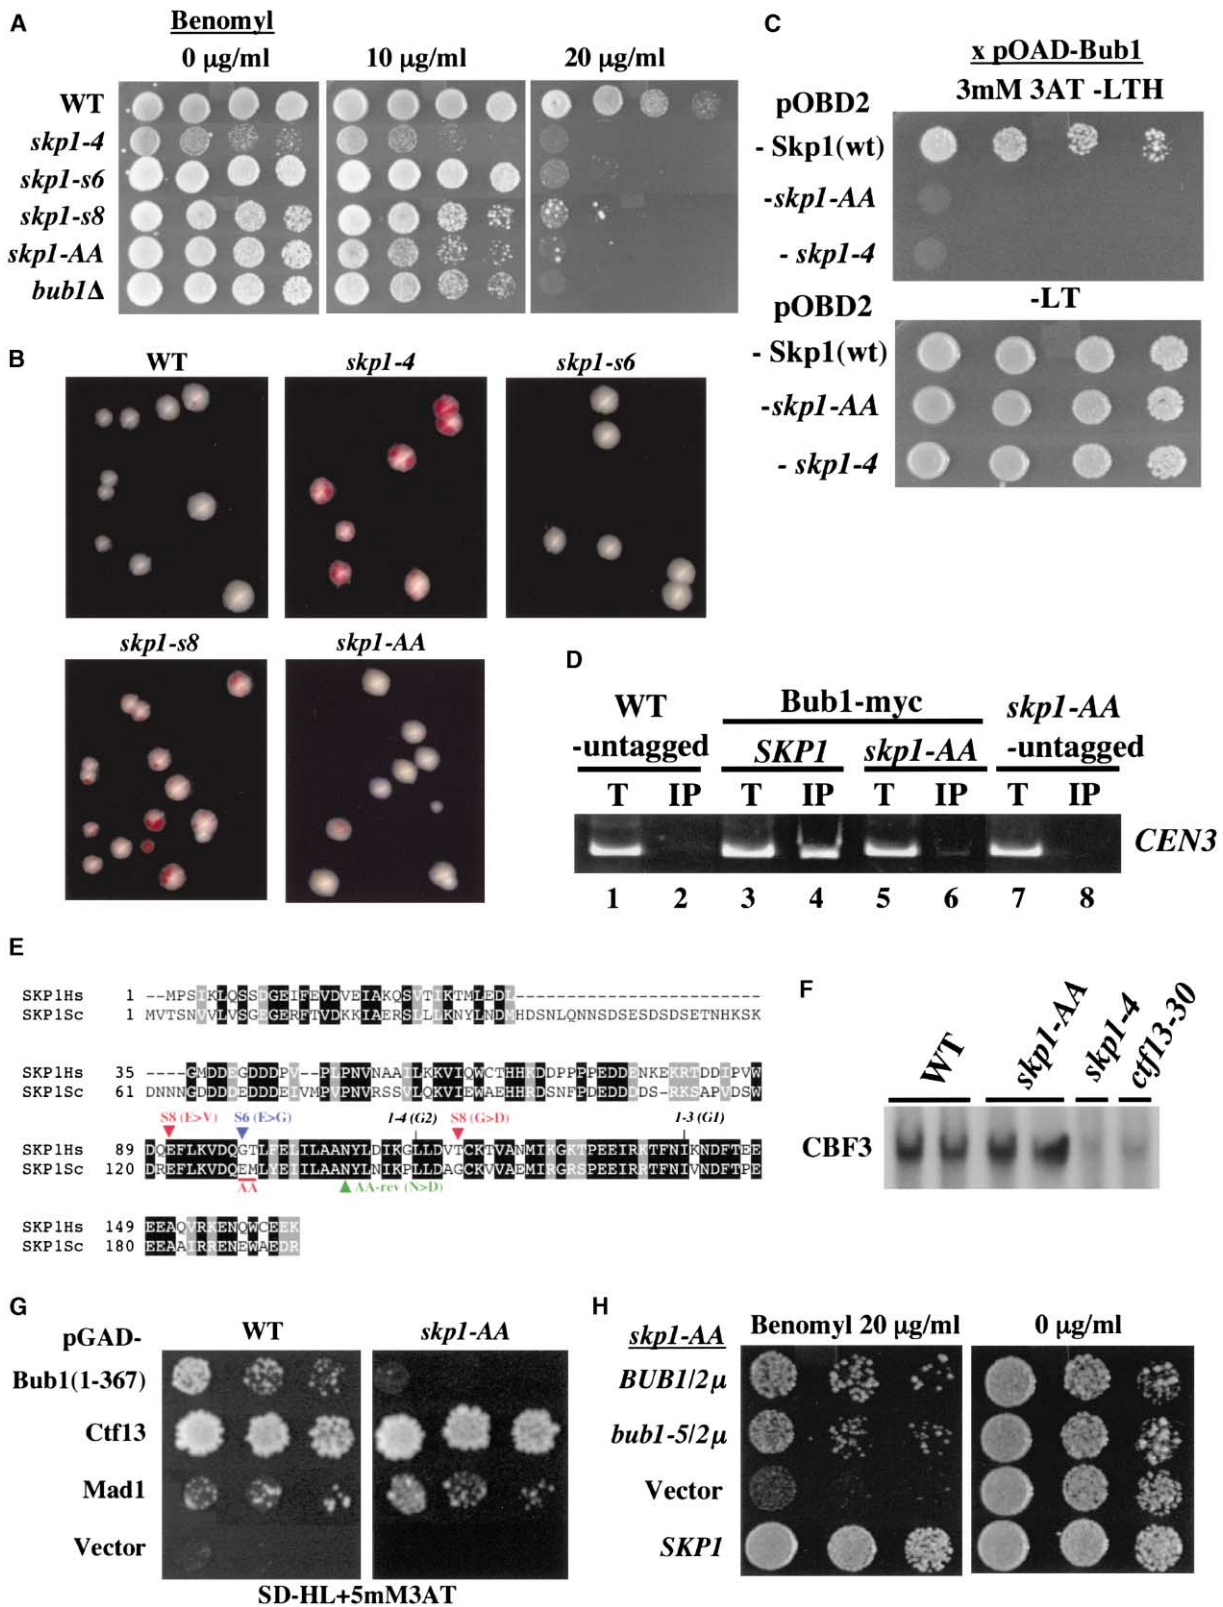 A
Benomyl
0 µg/ml
10 µg/ml
20 µg/ml
WT
skp1-4
skp1-s6
skp1-s8
skp1-AA
bub1Δ
B
WT
skp1-4
skp1-s6
skp1-s8
skp1-AA
C
x pOAD-Bub1
3mM 3AT -LTH
pOBD2
- Skp1(wt)
-skp1-AA
- skp1-4
-LT
pOBD2
- Skp1(wt)
-skp1-AA
- skp1-4
D
WT
-untagged
Bub1-myc
SKP1
skp1-AA
skp1-AA
-untagged
T IP T IP T IP T IP
CEN3
1 2 3 4 5 6 7 8
E
SKP1Hs 1 --MPSIKLQSSDGEIFEVDVEIAKQSVTIKTMLEDL------------------------
SKP1Sc 1 MVTSNVVLVSGEGERFTVDKKIAERSLLLKNYLNDMHDSNLQNNSDSESDSDSETNHKSK
SKP1Hs 35 ----GMDDEGDDDPV--PLPNVNAAILKKVIQWCTHHKDDPPPPEDDENKEKRTDDIPVW
SKP1Sc 61 DNNNGDDDDEDDDEIVMPVPNVRSSVLQKVIEWAEHHRDSNFPDEDDDDS-RKSAPVDSW
S8 (E>V)
S6 (E>G)
1-4 (G2)
S8 (G>D)
1-3 (G1)
SKP1Hs 89 DQEFLKVDQGTLFELILAANYLDIKGLLDVTCKTVANMIKGKTPEEIRKTFNIKNDFTEE
SKP1Sc 120 DREFLKVDQEMLYEIILAANYLNIKPLLDAGCKVVAEMIRGRSPEEIRRTFNIVNDFTPE
AA
AA-rev (N>D)
SKP1Hs 149 EEAQVRKENQWCEEK
SKP1Sc 180 EEAAIRRENEWAEDR
F
WT
skp1-AA
skp1-4
ctf13-30
CBF3
G
pGAD-
WT
skp1-AA
Bub1(1-367)
Ctf13
Mad1
Vector
SD-HL+5mM3AT
H
skp1-AA
Benomyl 20 µg/ml
0 µg/ml
BUB1/2µ
bub1-5/2µ
Vector
SKP1